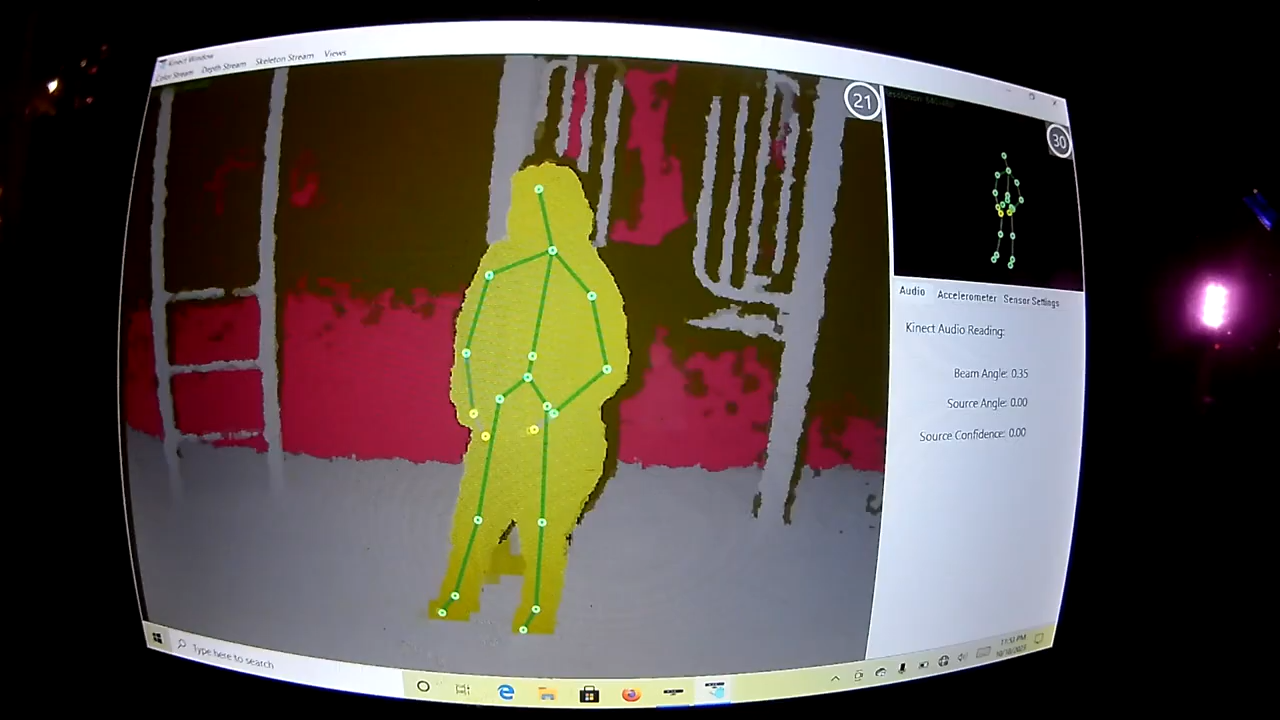 Kinect Window
Color Stream Depth Stream Skeleton Stream Views
21
30
Audio Accelerometer Sensor Settings
Kinect Audio Reading:
Beam Angle: 0.35
Source Angle: 0.00
Source Confidence: 0.00
Type here to search